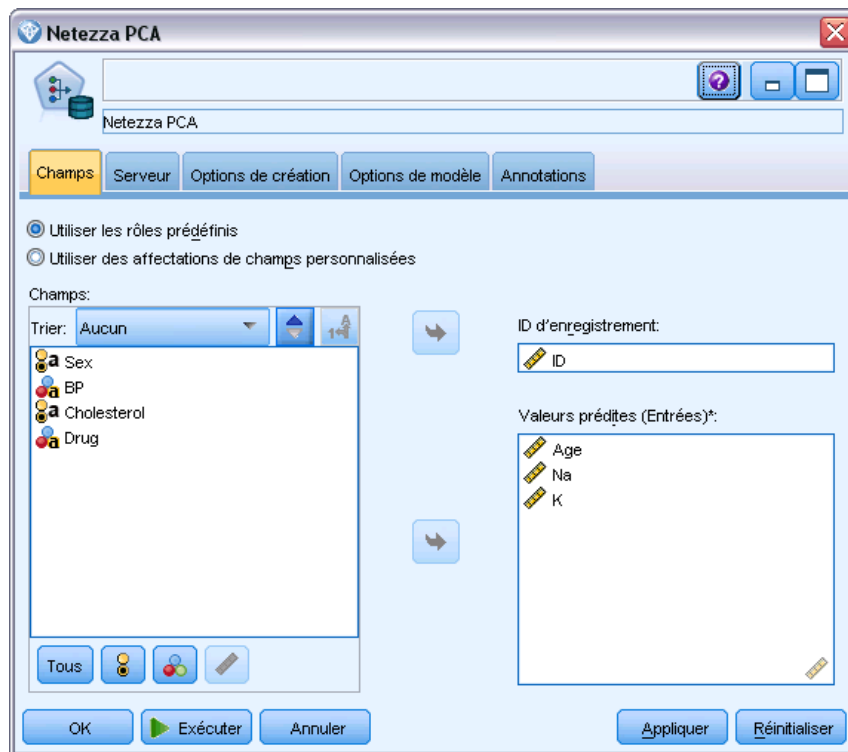 Netezza PCA
Netezza PCA
Champs Serveur Options de création Options de modèle Annotations
Utiliser les rôles prédéfinis
Utiliser des affectations de champs personnalisées
Champs:
Trier: Aucun
ID d'enregistrement:
ID
Sex
BP
Cholesterol
Drug
Valeurs prédites (Entrées)*:
Age
Na
K
Tous
OK Exécuter Annuler Appliquer Réinitialiser